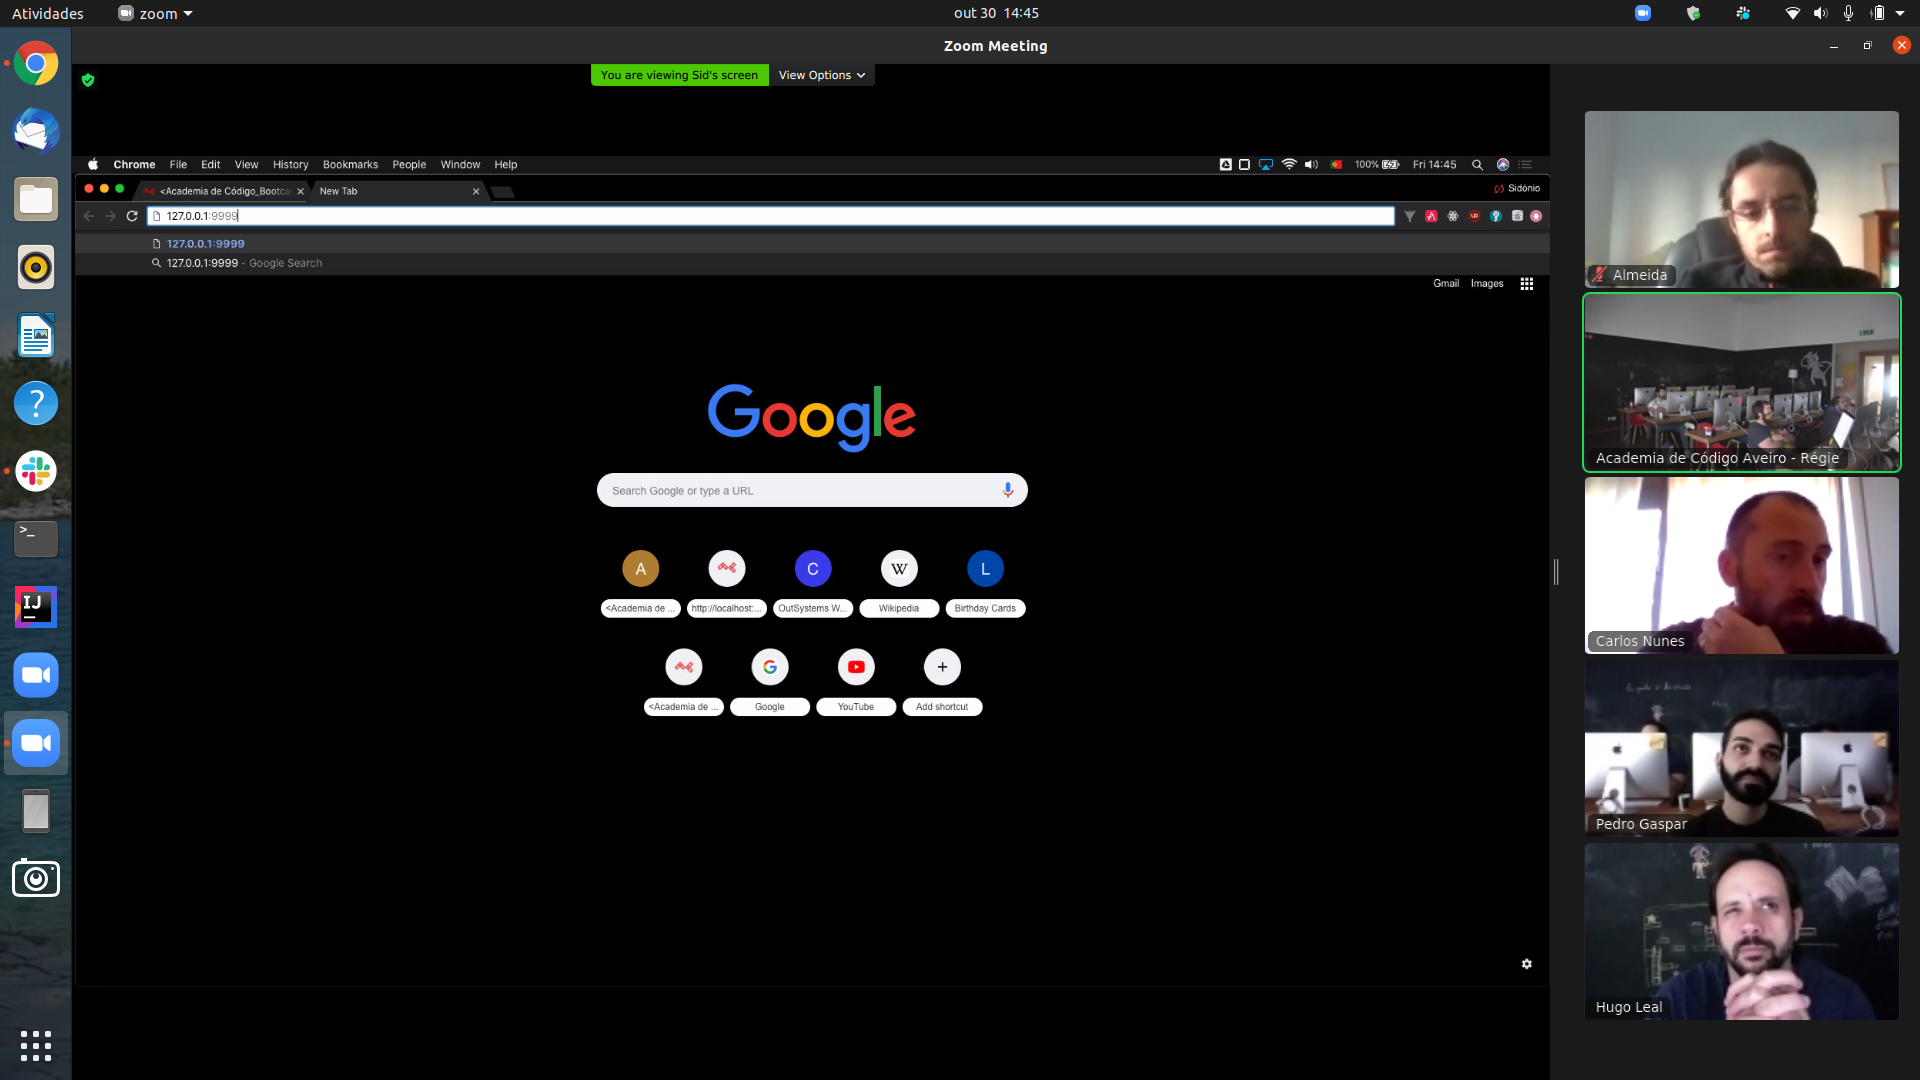 Atividades
zoom
out 30 14:45
Zoom Meeting
You are viewing Sid's screen
View Options
Chrome File Edit View History Bookmarks People Window Help
100%
Fri 14:45
<Academia de Código_Bootca
New Tab
Sidónio
127.0.0.1:9999
127.0.0.1:9999
127.0.0.1:9999 - Google Search
Gmail
Images
Google
Search Google or type a URL
A
C
W
L
<Academia de ...
http://localhost:...
OutSystems W...
Wikipedia
Birthday Cards
G
<Academia de ...
Google
YouTube
Add shortcut
Almeida
Academia de Código Aveiro - Régie
Carlos Nunes
Pedro Gaspar
Hugo Leal
IJ
>_
?